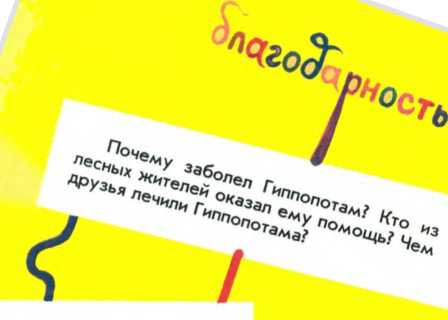 благодарность
Почему заболел Гиппопотам? Кто из
лесных жителей оказал ему помощь? Чем
друзья лечили Гиппопотама?